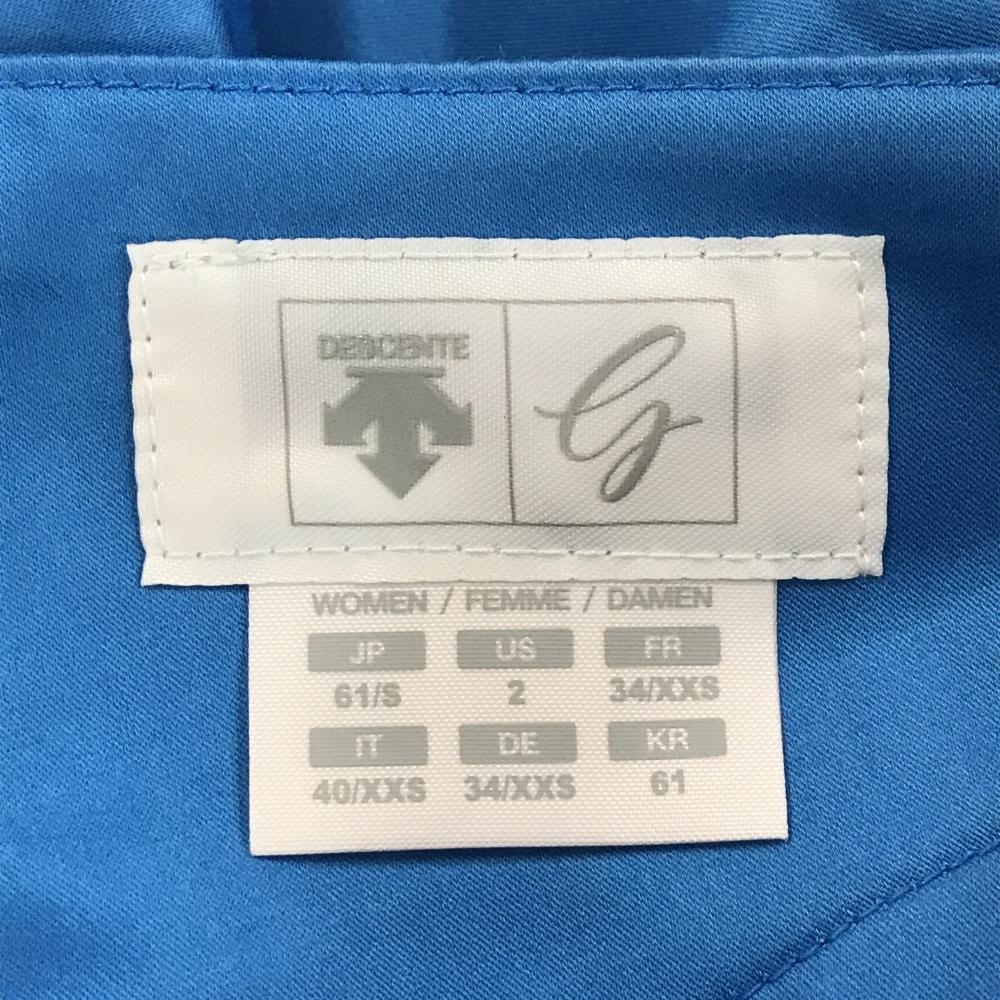 DESCENTE
G
WOMEN / FEMME / DAMEN
JP US FR
61/S 2 34/XXS
IT DE KR
40/XXS 34/XXS 61